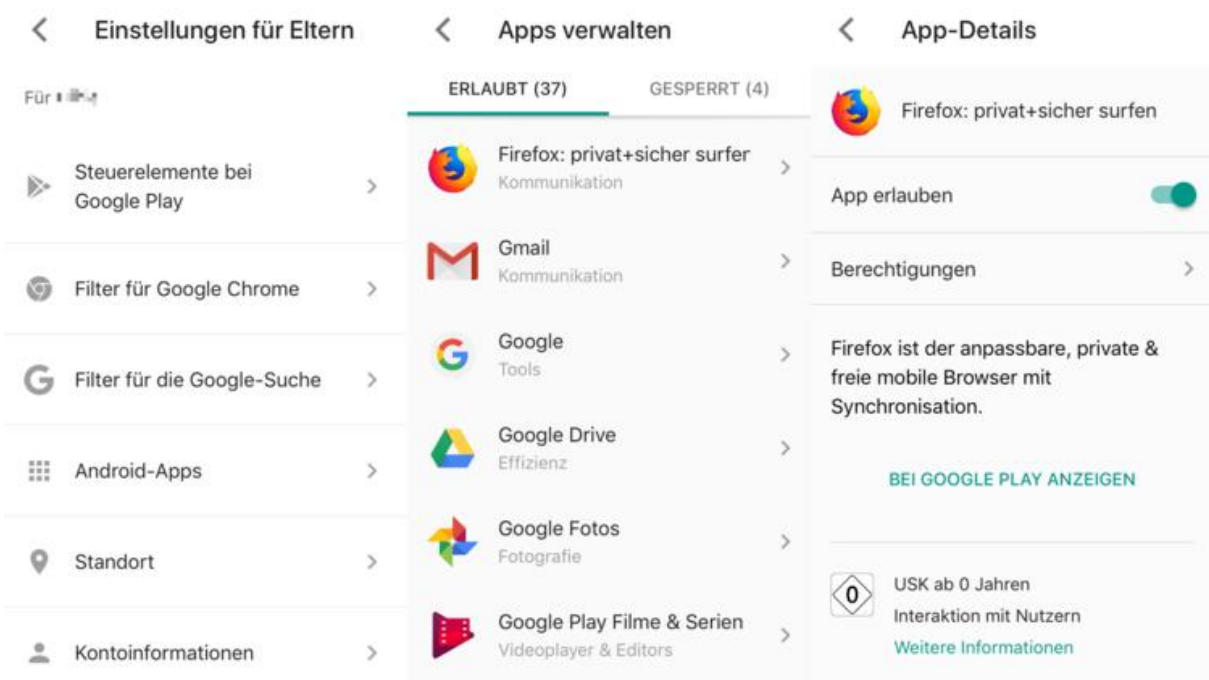 Einstellungen für Eltern
Für
Steuerelemente bei
Google Play
Filter für Google Chrome
Filter für die Google-Suche
Android-Apps
Standort
Kontoinformationen
Apps verwalten
ERLAUBT (37)
GESPERRT (4)
Firefox: privat+sicher surfer
Kommunikation
Gmail
Kommunikation
Google
Tools
Google Drive
Effizienz
Google Fotos
Fotografie
Google Play Filme & Serien
Videoplayer & Editors
App-Details
Firefox: privat+sicher surfen
App erlauben
Berechtigungen
Firefox ist der anpassbare, private &
freie mobile Browser mit
Synchronisation.
BEI GOOGLE PLAY ANZEIGEN
0
USK ab 0 Jahren
Interaktion mit Nutzern
Weitere Informationen